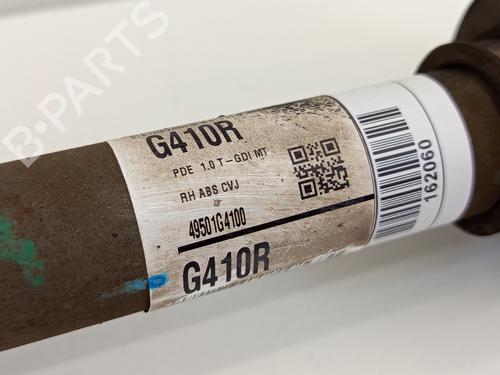 B-PARTS
G410R
PDE 1.0 T-GDI MT
RH ABS CVJ
49501G4100
G410R
162060